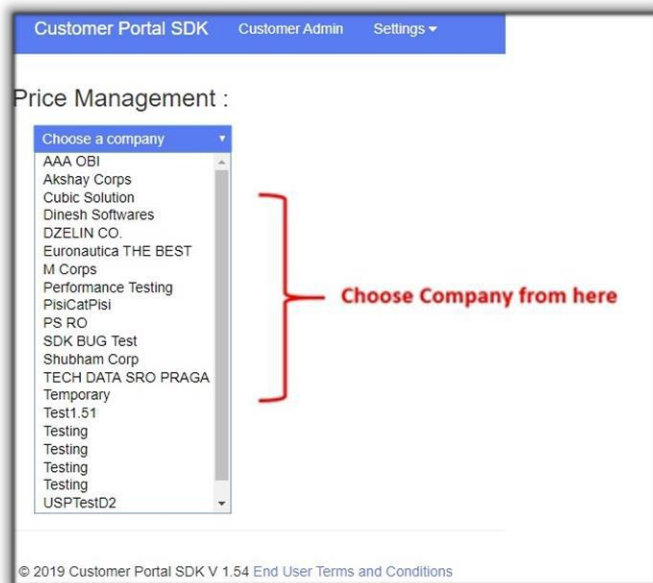 Customer Portal SDK Customer Admin Settings
Price Management :
Choose a company
AAA OBI
Akshay Corps
Cubic Solution
Dinesh Softwares
DZELIN CO.
Euronautica THE BEST
M Corps
Performance Testing
PisiCatPisi
PS RO
SDK BUG Test
Shubham Corp
TECH DATA SRO PRAGA
Temporary
Test1.51
Testing
Testing
Testing
Testing
USPTestD2
Choose Company from here
© 2019 Customer Portal SDK V 1.54 End User Terms and Conditions